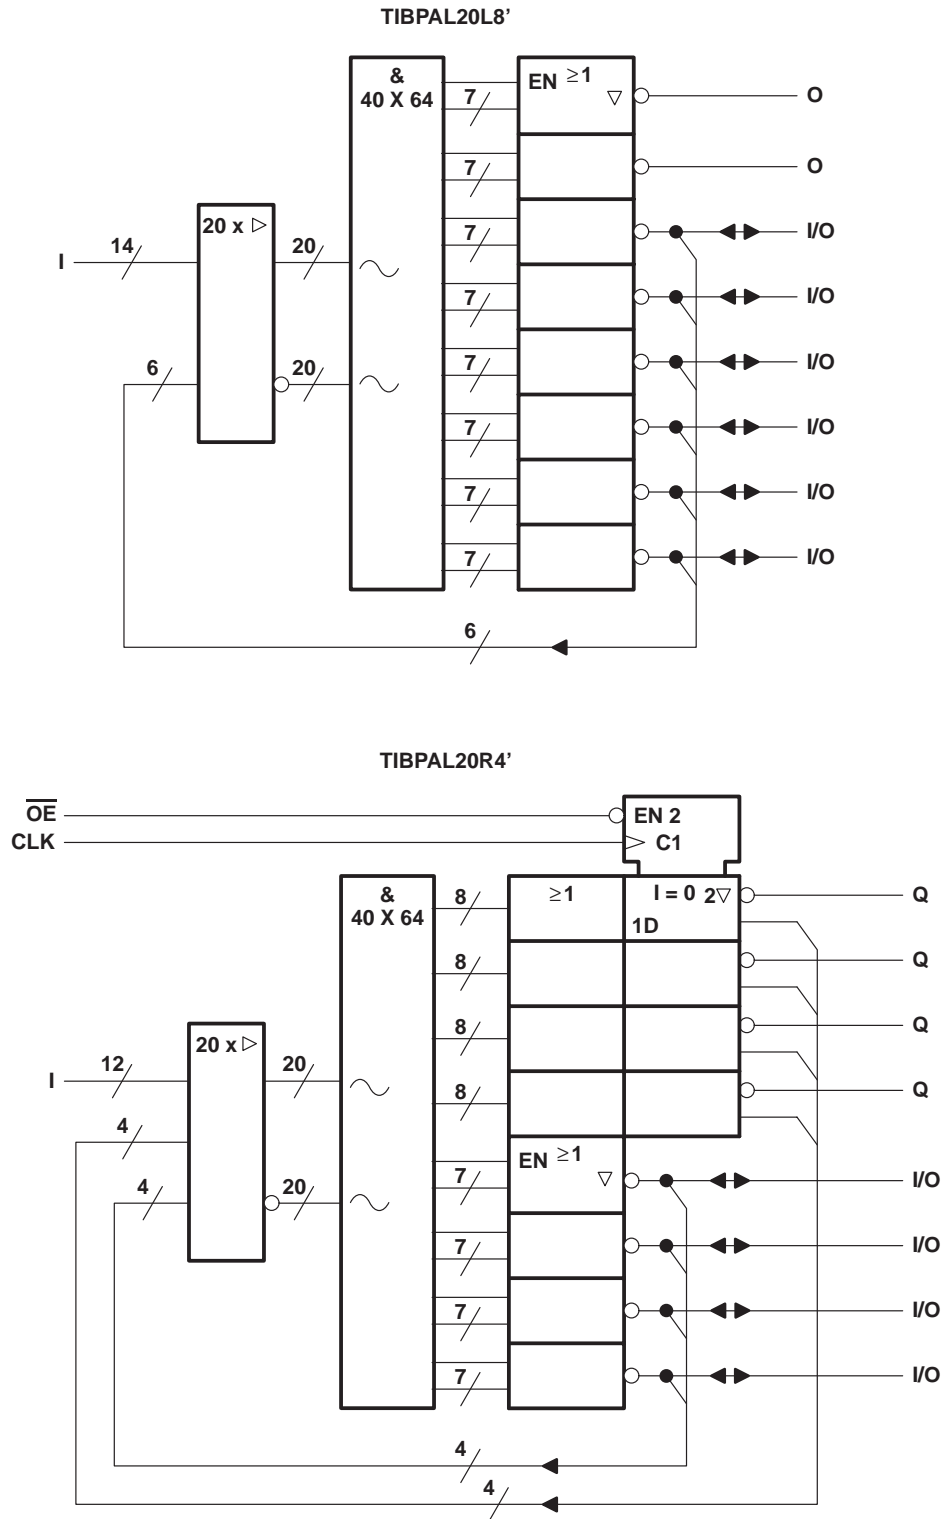 TIBPAL20L8'
&
40 X 64
EN ≥1
▽
7
O
7
O
20 x ▷
I
14
20
7
I/O
7
I/O
6
20
7
I/O
7
I/O
7
I/O
7
I/O
6
TIBPAL20R4'
OE
EN 2
CLK
C1
&
40 X 64
8
≥1
I = 0 2▽
Q
1D
8
Q
8
Q
20 x ▷
I
12
20
8
Q
4
EN ≥1
▽
7
I/O
4
20
7
I/O
7
I/O
7
I/O
4
4